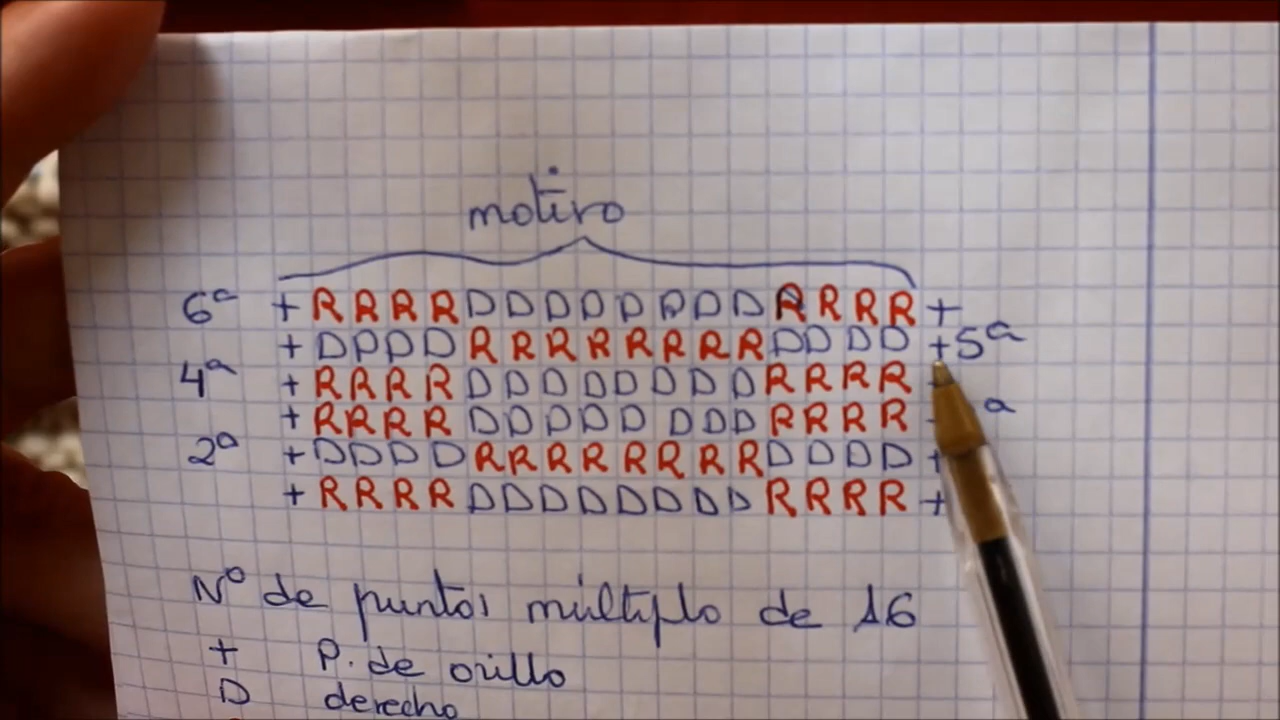 motivo
6ª + R R R R D D D D D D D D R R R R +
+ D D D D R R R R R R R R D D D D + 5ª
4ª + R R R R D D D D D D D D R R R R
+ R R R R D D D D D D D D R R R R ª
2ª + D D D D R R R R R R R R D D D D +
+ R R R R D D D D D D D D R R R R +
Nº de puntos múltiplo de 16
+ P. de orillo
D derecho